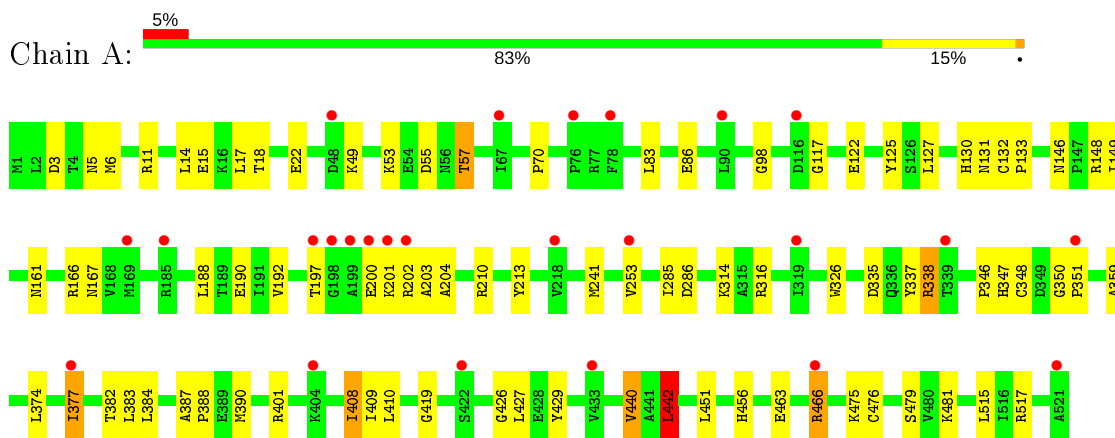 5%
Chain A:
83% 15% •
M1 L2 D3 T4 N5 M6 R11 L14 E15 K16 L17 T18 E22 D48 K49 K53 E54 D55 N56 T57 I67 P70 P76 R77 F78 L83 E86 L90 G98 D116 G117 E122 Y125 S126 L127 H130 N131 C132 P133 N146 P147 R148
N161 R166 N167 V168 M169 R185 L188 T189 E190 I191 V192 T197 G198 A199 E200 K201 R202 A203 A204 R210 Y213 V218 M241 V253 I285 D286 K314 A315 R316 I319 W326 D335 Q336 Y337 R338 T339 P346 H347 C348 D349 G350 P351 A359
L374 I377 T382 L383 L384 A387 P388 E389 M390 R401 K404 I408 I409 L410 G419 S422 G426 L427 E428 Y429 V433 V440 A441 L442 L451 H456 E463 R466 K475 C476 S479 V480 K481 L515 I516 R517 A521